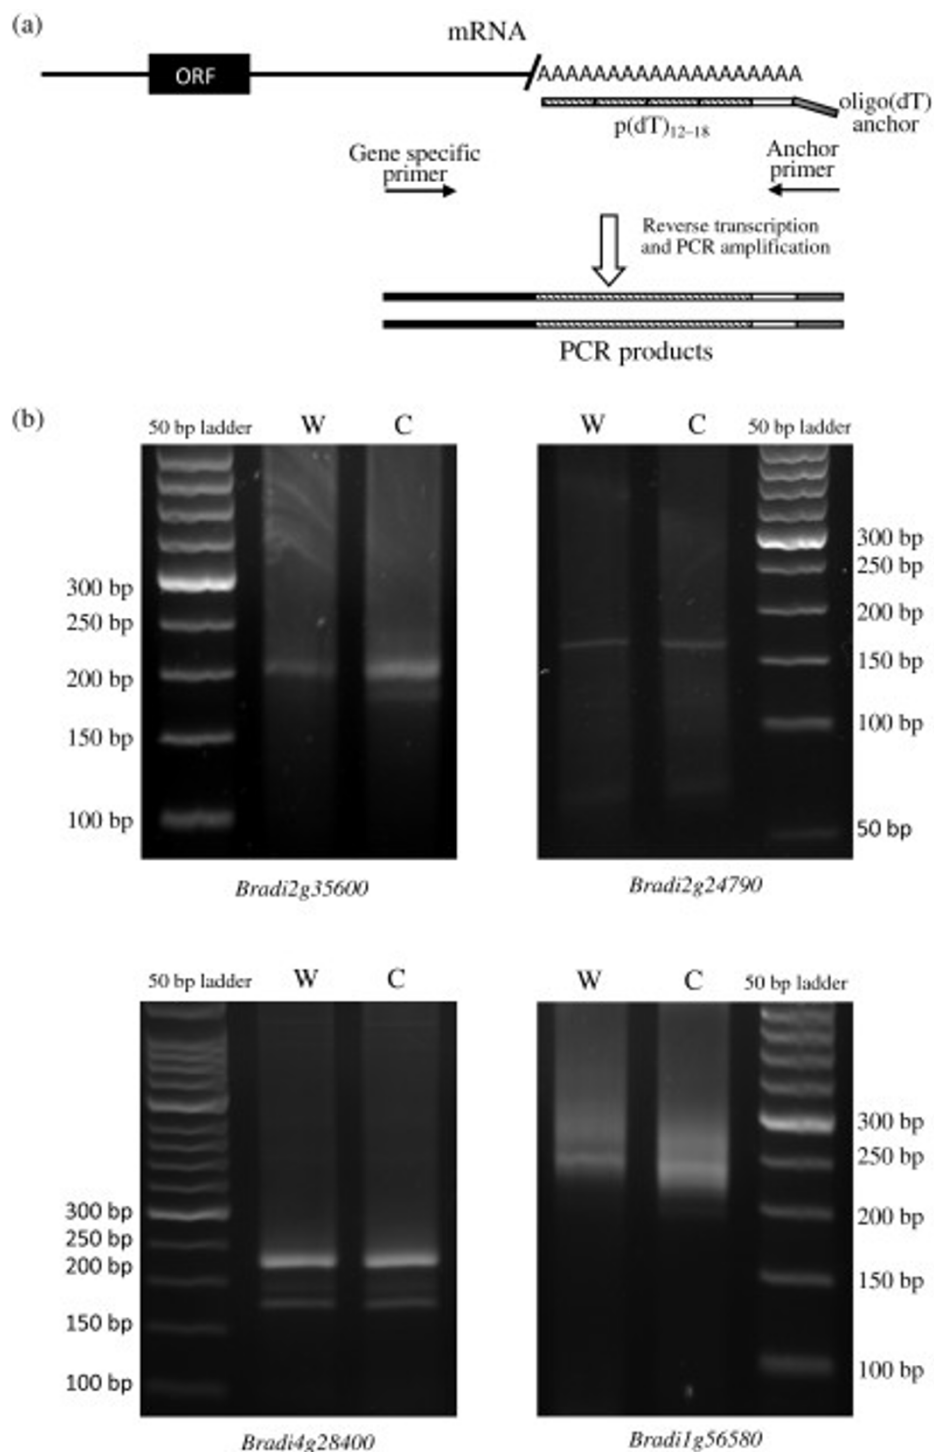 (a)
mRNA
ORF
AAAAAAAAAAAAAAAAAAA
oligo(dT)
anchor
p(dT)12–18
Gene specific
primer
Anchor
primer
Reverse transcription
and PCR amplification
PCR products
(b)
50 bp ladder W C
300 bp
250 bp
200 bp
150 bp
100 bp
Bradi2g35600
W C 50 bp ladder
300 bp
250 bp
200 bp
150 bp
100 bp
50 bp
Bradi2g24790
50 bp ladder W C
300 bp
250 bp
200 bp
150 bp
100 bp
Bradi4g28400
W C 50 bp ladder
300 bp
250 bp
200 bp
150 bp
100 bp
Bradi1g56580